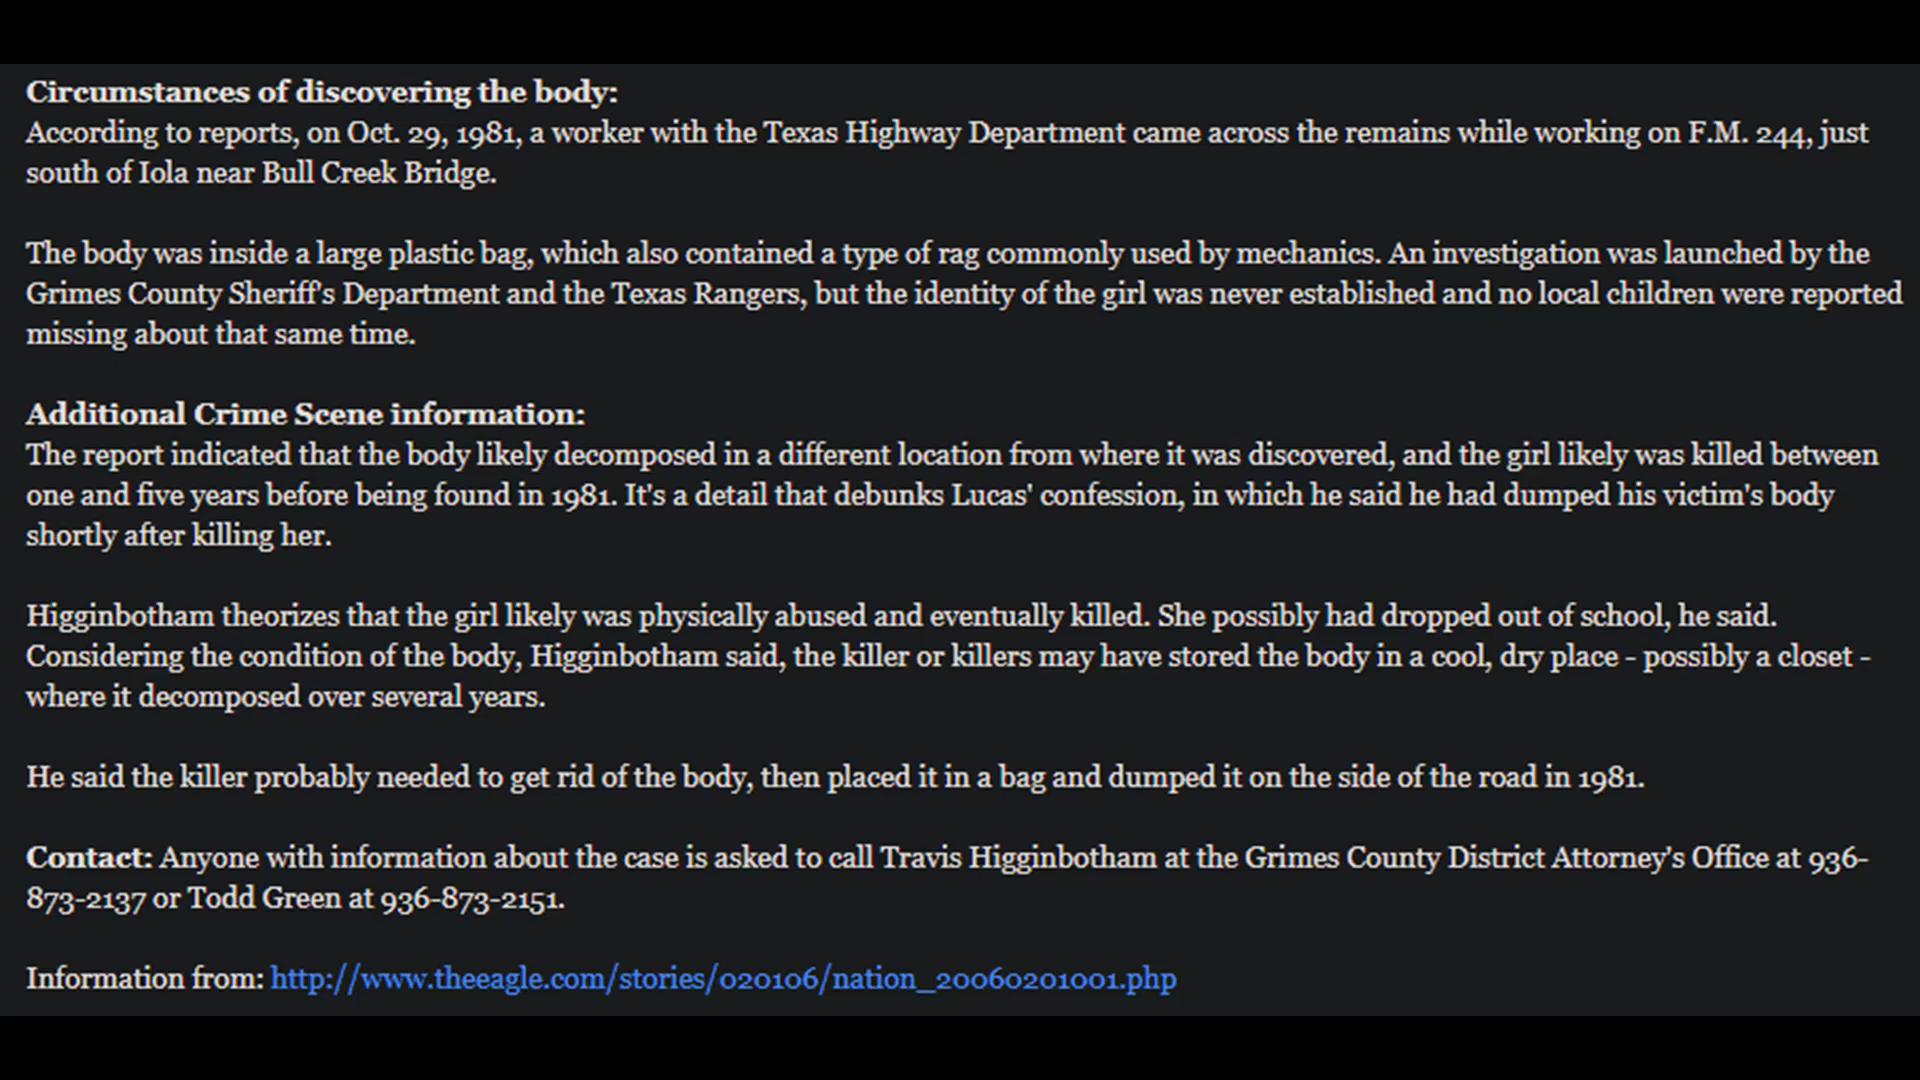 Circumstances of discovering the body:
According to reports, on Oct. 29, 1981, a worker with the Texas Highway Department came across the remains while working on F.M. 244, just
south of Iola near Bull Creek Bridge.
The body was inside a large plastic bag, which also contained a type of rag commonly used by mechanics. An investigation was launched by the
Grimes County Sheriff's Department and the Texas Rangers, but the identity of the girl was never established and no local children were reported
missing about that same time.
Additional Crime Scene information:
The report indicated that the body likely decomposed in a different location from where it was discovered, and the girl likely was killed between
one and five years before being found in 1981. It's a detail that debunks Lucas' confession, in which he said he had dumped his victim's body
shortly after killing her.
Higginbotham theorizes that the girl likely was physically abused and eventually killed. She possibly had dropped out of school, he said.
Considering the condition of the body, Higginbotham said, the killer or killers may have stored the body in a cool, dry place - possibly a closet -
where it decomposed over several years.
He said the killer probably needed to get rid of the body, then placed it in a bag and dumped it on the side of the road in 1981.
Contact: Anyone with information about the case is asked to call Travis Higginbotham at the Grimes County District Attorney's Office at 936-
873-2137 or Todd Green at 936-873-2151.
Information from: http://www.theeagle.com/stories/020106/nation_20060201001.php